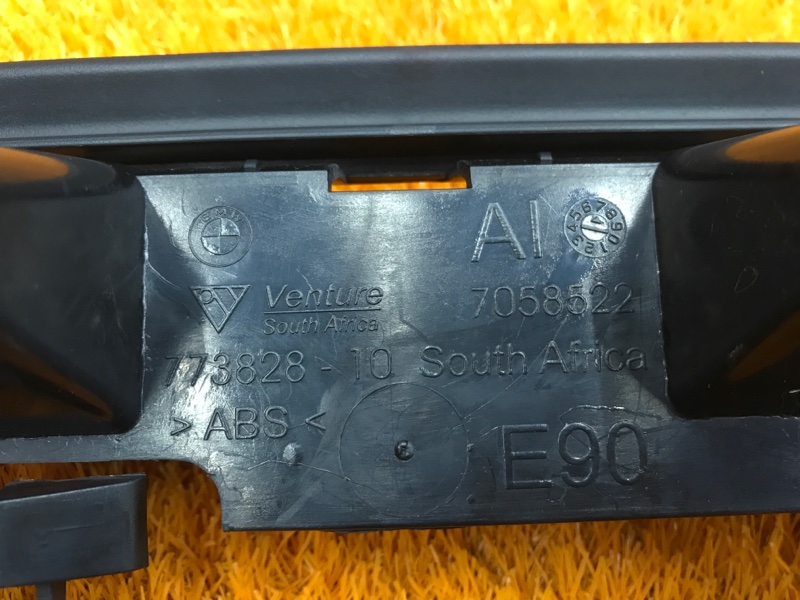 AI
Venture 7058522
South Africa
773828 - 10 South Africa
> ABS < E90